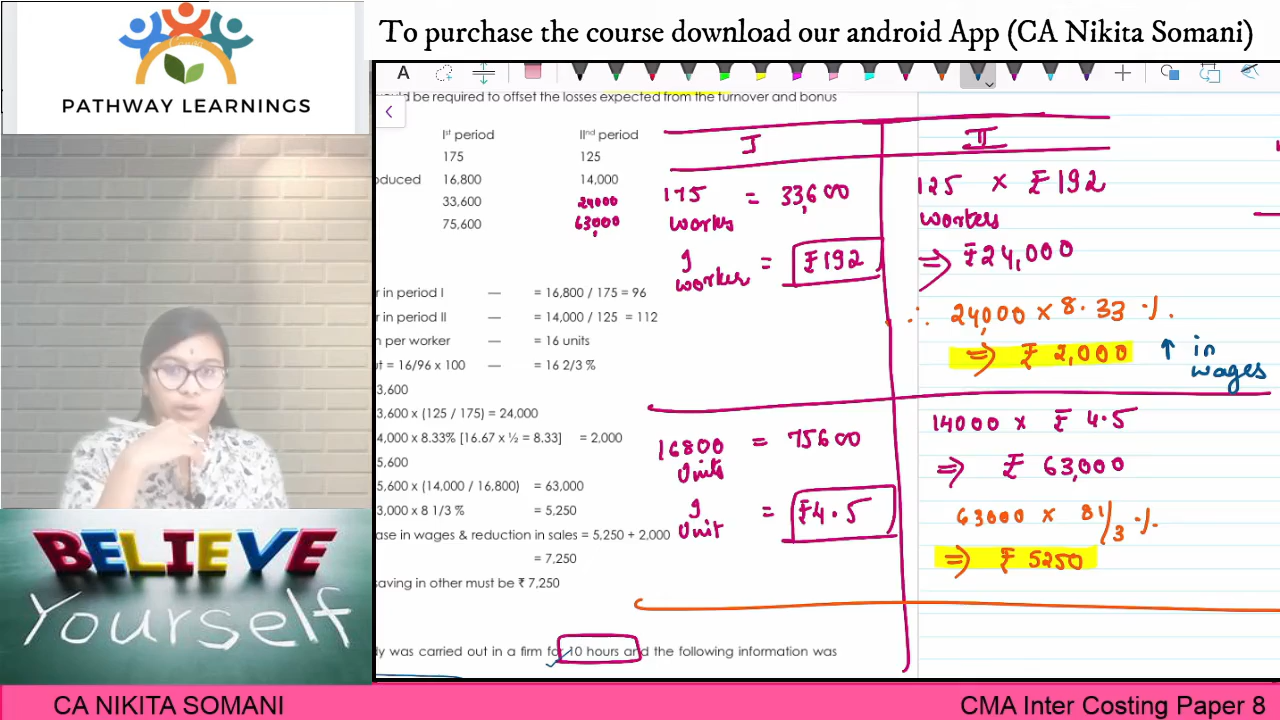 To purchase the course download our android App (CA Nikita Somani)
PATHWAY LEARNINGS
A
ould be required to offset the losses expected from the turnover and bonus
Ist period IInd period
175 125
oduced 16,800 14,000
33,600 24000
75,600 63,000
r in period I — = 16,800 / 175 = 96
r in period II — = 14,000 / 125 = 112
n per worker — = 16 units
ut = 16/96 x 100 — = 16 2/3 %
3,600
3,600 x (125 / 175) = 24,000
4,000 x 8.33% [16.67 x ½ = 8.33] = 2,000
5,600
5,600 x (14,000 / 16,800) = 63,000
3,000 x 8 1/3 % = 5,250
ase in wages & reduction in sales = 5,250 + 2,000
= 7,250
saving in other must be ₹ 7,250
dy was carried out in a firm for 10 hours and the following information was
I
175 = 33,600
workers
1 = ₹192
worker
16800 = 75600
Units
1 = ₹4.5
Unit
II
125 x ₹192
workers
⇒ ₹24,000
∴ 24,000 x 8.33 %
⇒ ₹ 2,000 ↑ in wages
14000 x ₹ 4.5
⇒ ₹ 63,000
63000 x 8 1/3 %
⇒ ₹ 5250
BELIEVE
Yourself
CA NIKITA SOMANI
CMA Inter Costing Paper 8